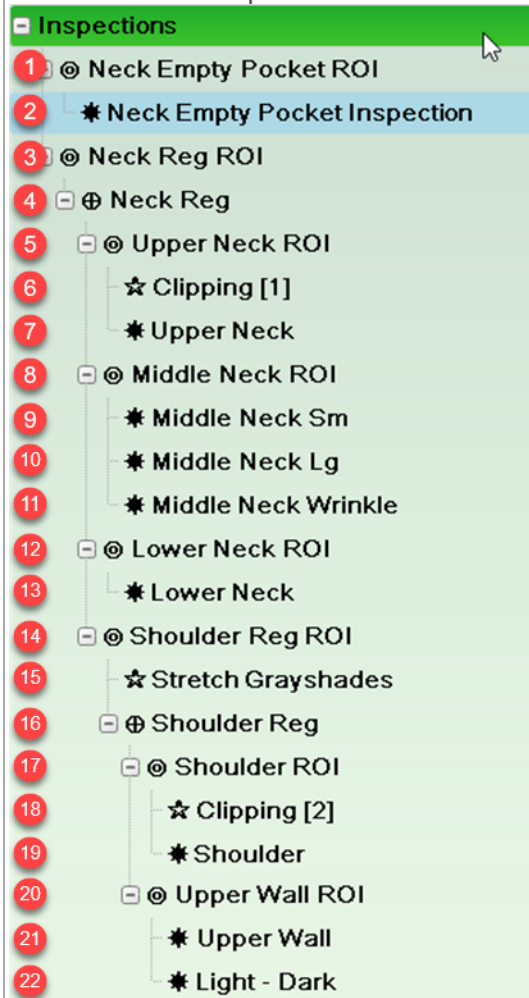 Inspections
1 Neck Empty Pocket ROI
2 Neck Empty Pocket Inspection
3 Neck Reg ROI
4 Neck Reg
5 Upper Neck ROI
6 Clipping [1]
7 Upper Neck
8 Middle Neck ROI
9 Middle Neck Sm
10 Middle Neck Lg
11 Middle Neck Wrinkle
12 Lower Neck ROI
13 Lower Neck
14 Shoulder Reg ROI
15 Stretch Grayshades
16 Shoulder Reg
17 Shoulder ROI
18 Clipping [2]
19 Shoulder
20 Upper Wall ROI
21 Upper Wall
22 Light - Dark